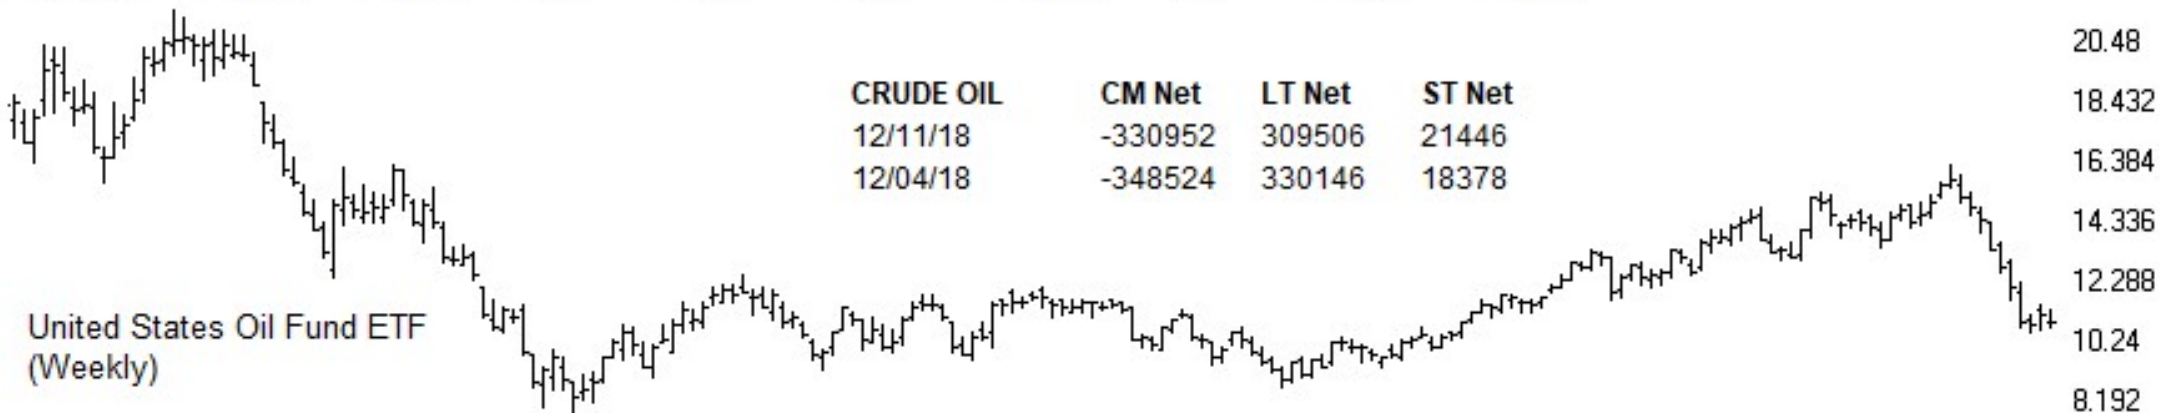 CRUDE OIL CM Net LT Net ST Net
12/11/18 -330952 309506 21446
12/04/18 -348524 330146 18378
United States Oil Fund ETF
(Weekly)
20.48
18.432
16.384
14.336
12.288
10.24
8.192